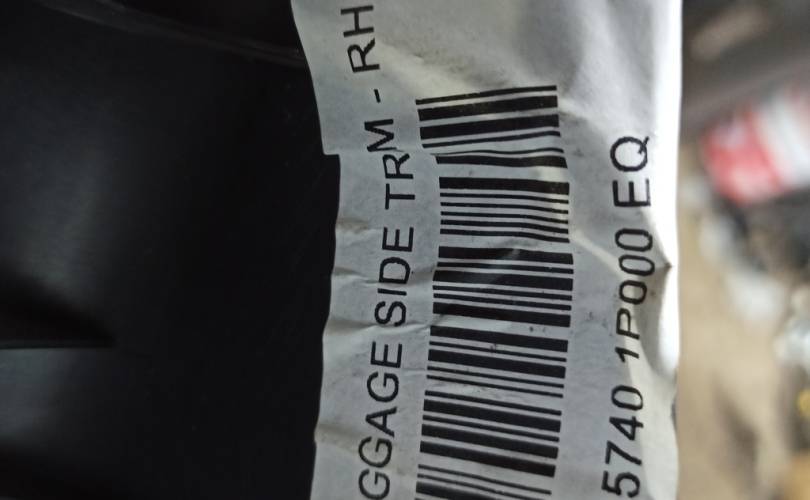 GGAGE SIDE TRM - RH
5740 1P000 EQ